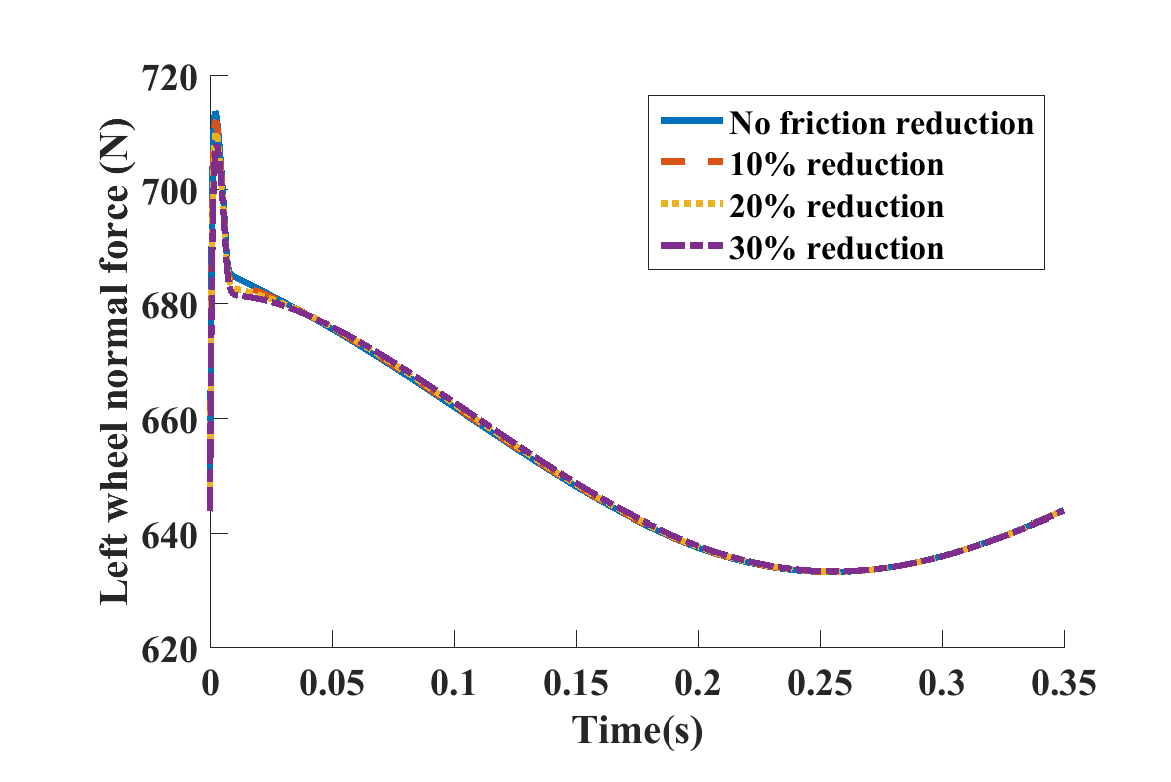 720
700
680
660
640
620
Left wheel normal force (N)
No friction reduction
10% reduction
20% reduction
30% reduction
0 0.05 0.1 0.15 0.2 0.25 0.3 0.35
Time(s)